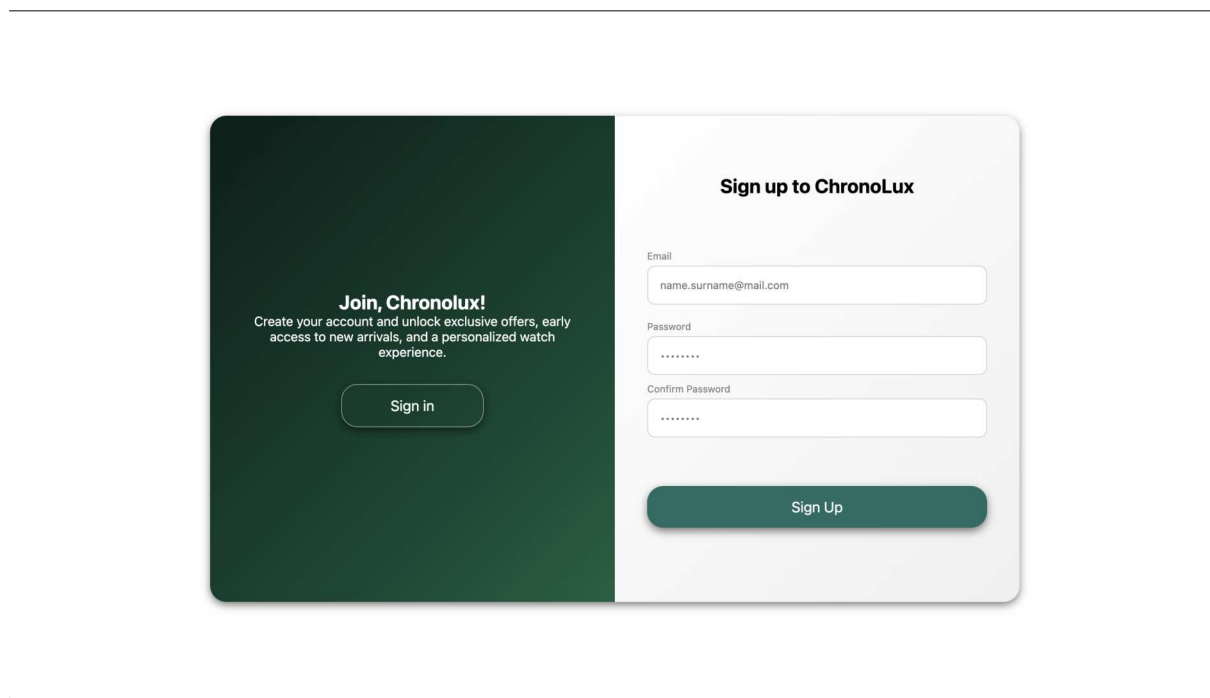 Join, Chronolux!
Create your account and unlock exclusive offers, early
access to new arrivals, and a personalized watch
experience.
Sign in
Sign up to ChronoLux
Email
name.surname@mail.com
Password
••••••••
Confirm Password
••••••••
Sign Up